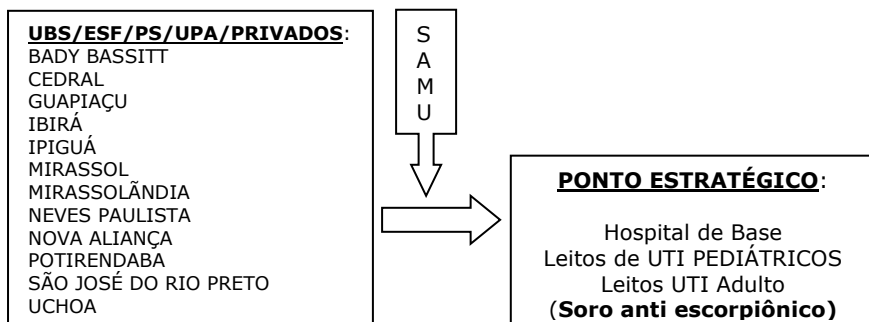 UBS/ESF/PS/UPA/PRIVADOS:
BADY BASSITT
CEDRAL
GUAPIAÇU
IBIRÁ
IPIGUÁ
MIRASSOL
MIRASSOLÃNDIA
NEVES PAULISTA
NOVA ALIANÇA
POTIRENDABA
SÃO JOSÉ DO RIO PRETO
UCHOA
S
A
M
U
PONTO ESTRATÉGICO:
Hospital de Base
Leitos de UTI PEDIÁTRICOS
Leitos UTI Adulto
(Soro anti escorpiônico)